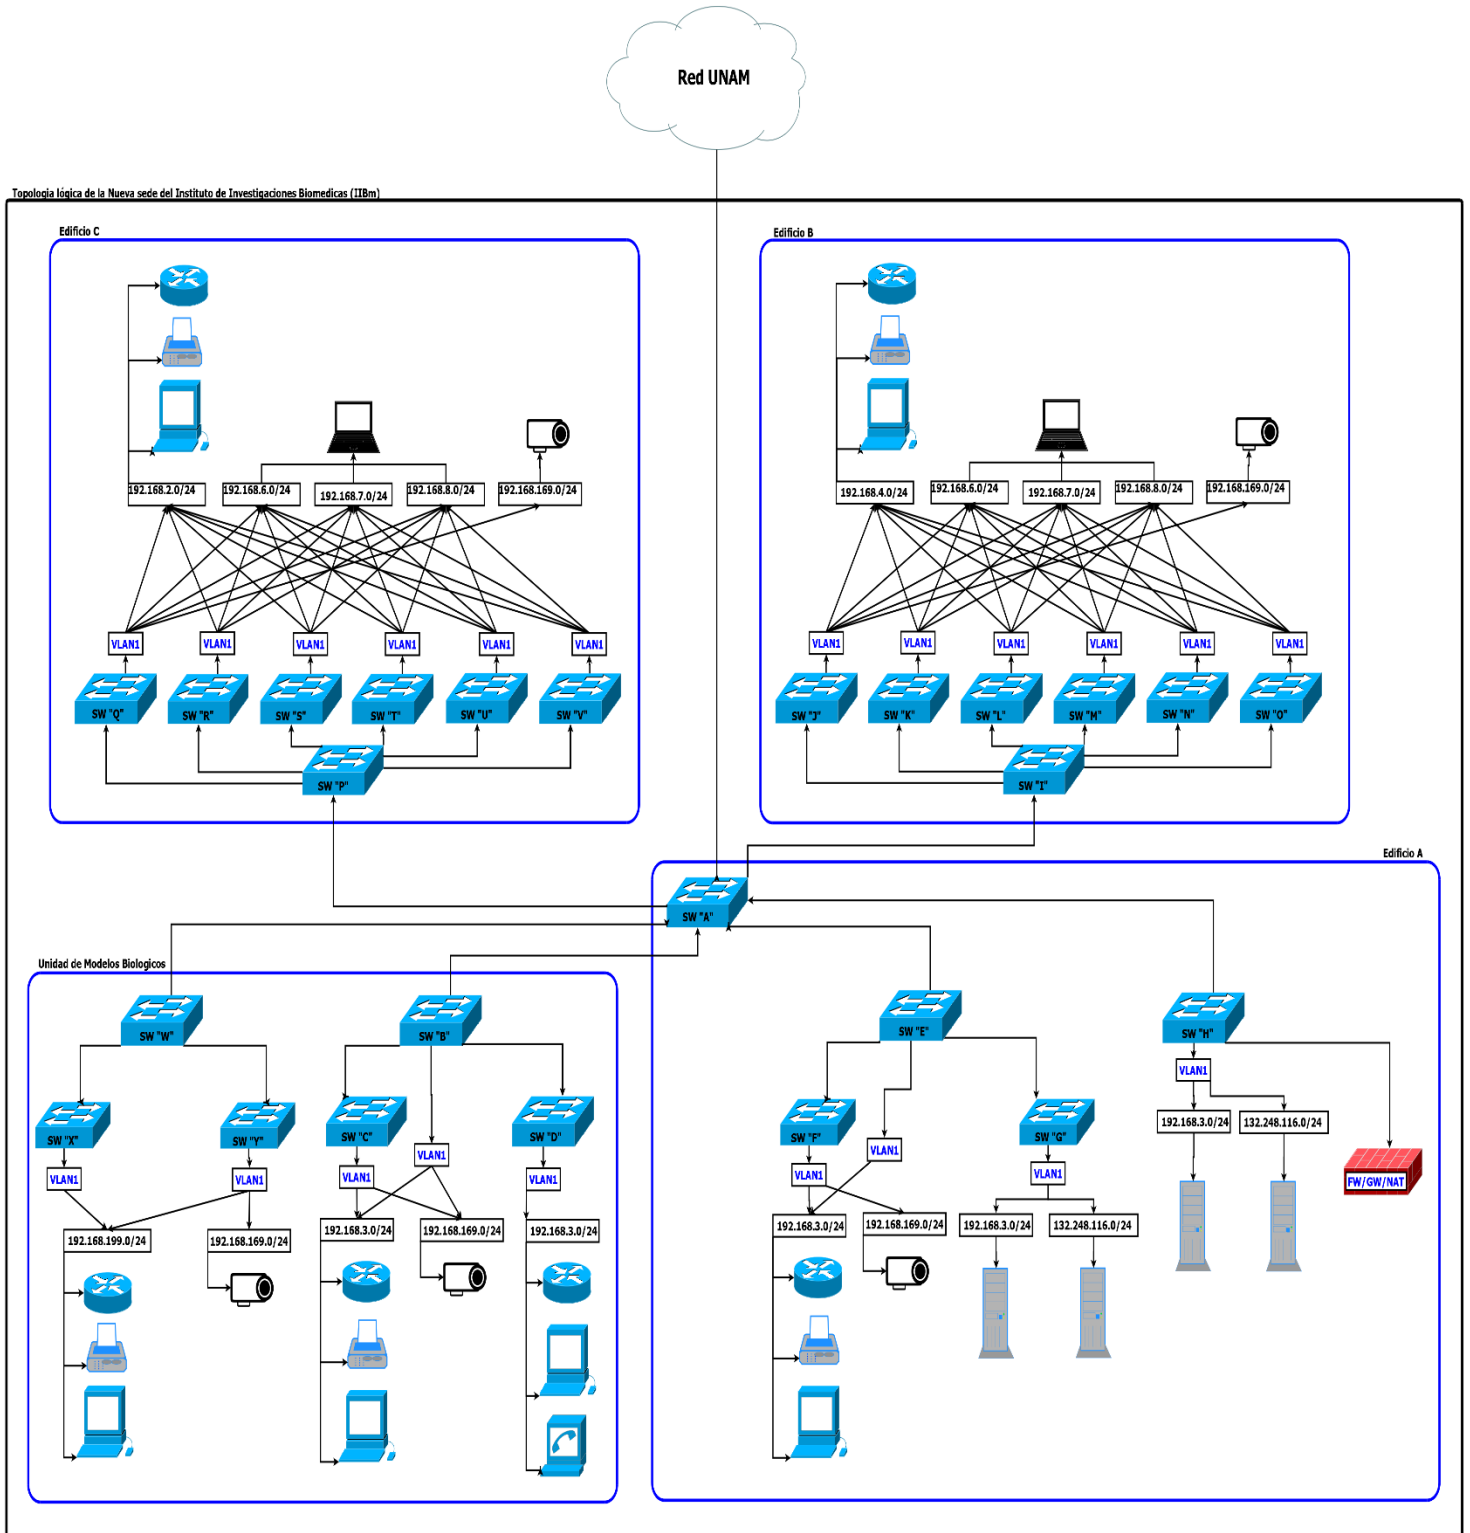 Red UNAM
Topologia lógica de la Nueva sede del Instituto de Investigaciones Biomedicas (IIBm)
Edificio C
192.168.2.0/24
192.168.6.0/24
192.168.7.0/24
192.168.8.0/24
192.168.169.0/24
VLAN1
VLAN1
VLAN1
VLAN1
VLAN1
VLAN1
SW "Q"
SW "R"
SW "S"
SW "T"
SW "U"
SW "V"
SW "P"
Edificio B
192.168.4.0/24
192.168.6.0/24
192.168.7.0/24
192.168.8.0/24
192.168.169.0/24
VLAN1
VLAN1
VLAN1
VLAN1
VLAN1
VLAN1
SW "J"
SW "K"
SW "L"
SW "M"
SW "N"
SW "O"
SW "I"
Edificio A
SW "A"
Unidad de Modelos Biologicos
SW "W"
SW "B"
SW "X"
SW "Y"
SW "C"
SW "D"
VLAN1
VLAN1
VLAN1
VLAN1
VLAN1
192.168.199.0/24
192.168.169.0/24
192.168.3.0/24
192.168.169.0/24
192.168.3.0/24
SW "E"
SW "H"
VLAN1
192.168.3.0/24
132.248.116.0/24
FW/GW/NAT
SW "F"
SW "G"
VLAN1
VLAN1
VLAN1
192.168.3.0/24
192.168.169.0/24
192.168.3.0/24
132.248.116.0/24